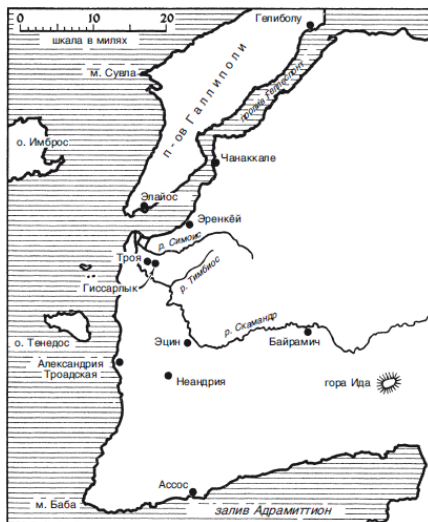 0 10 20
шкала в милях
Гелиболу
м. Сувла
п-ов Галлиполи
пролив Геллеспонт
о. Имброс
Чанаккале
Элайос
Эренкёй
р. Симоис
Троя
Гиссарлык
р. Тимбиос
р. Скамандр
о. Тенедос
Эцин
Байрамич
Александрия
Троадская
Неандрия
гора Ида
Ассос
м. Баба
залив Адрамиттион